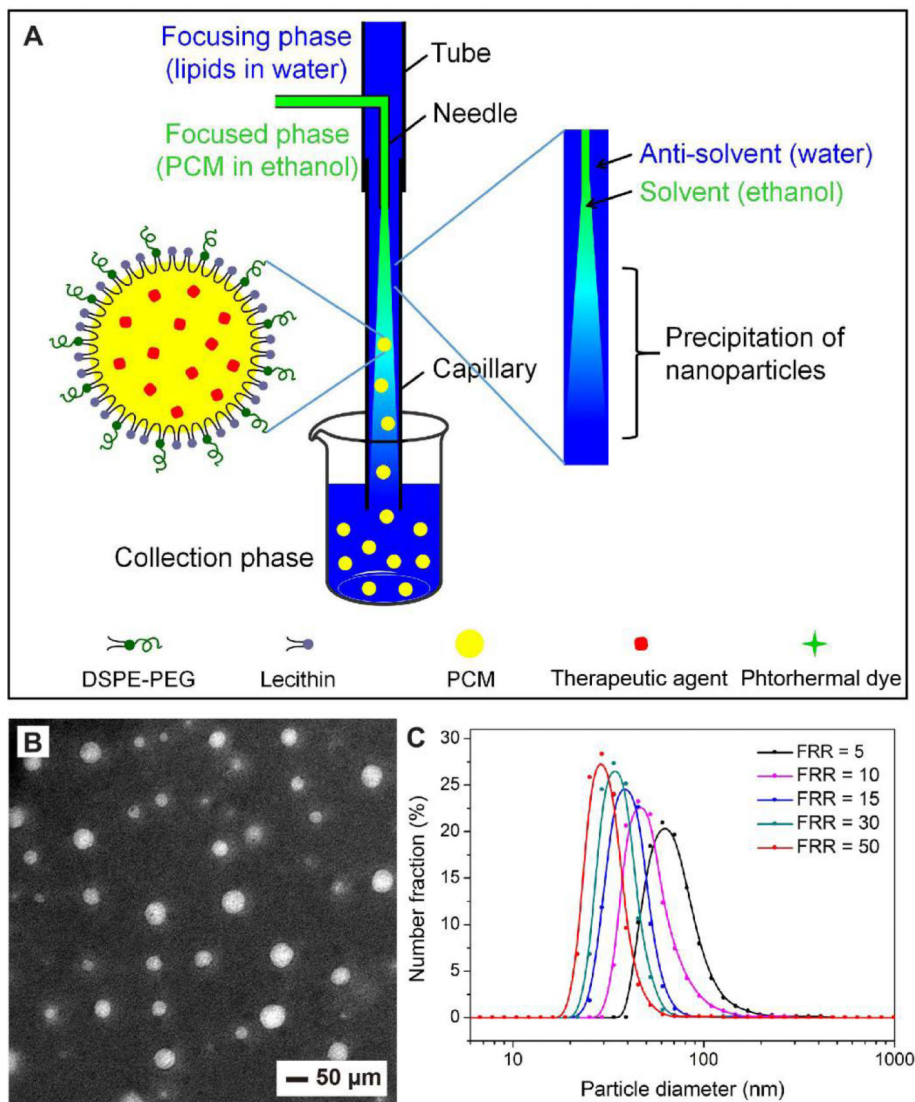 A
Focusing phase
(lipids in water)
Tube
Needle
Focused phase
(PCM in ethanol)
Anti-solvent (water)
Solvent (ethanol)
Precipitation of
nanoparticles
Capillary
Collection phase
DSPE-PEG
Lecithin
PCM
Therapeutic agent
Phtorhermal dye
B
50 µm
C
30
25
20
15
10
5
0
Number fraction (%)
FRR = 5
FRR = 10
FRR = 15
FRR = 30
FRR = 50
10
100
1000
Particle diameter (nm)